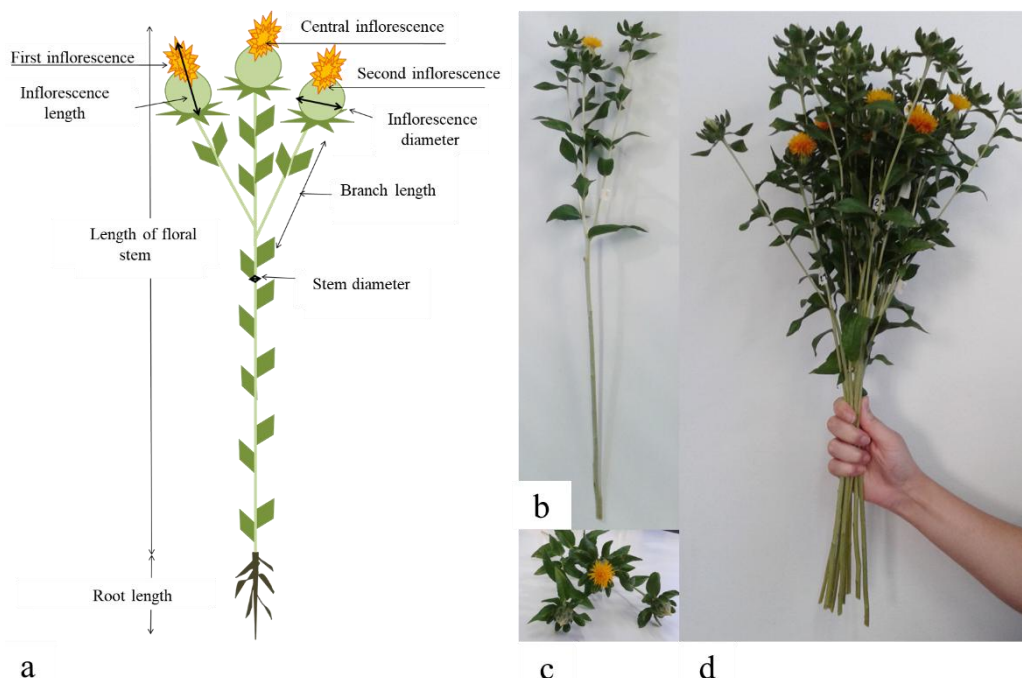 Central inflorescence
First inflorescence
Second inflorescence
Inflorescence
length
Inflorescence
diameter
Branch length
Length of floral
stem
Stem diameter
Root length
a
b
c
d